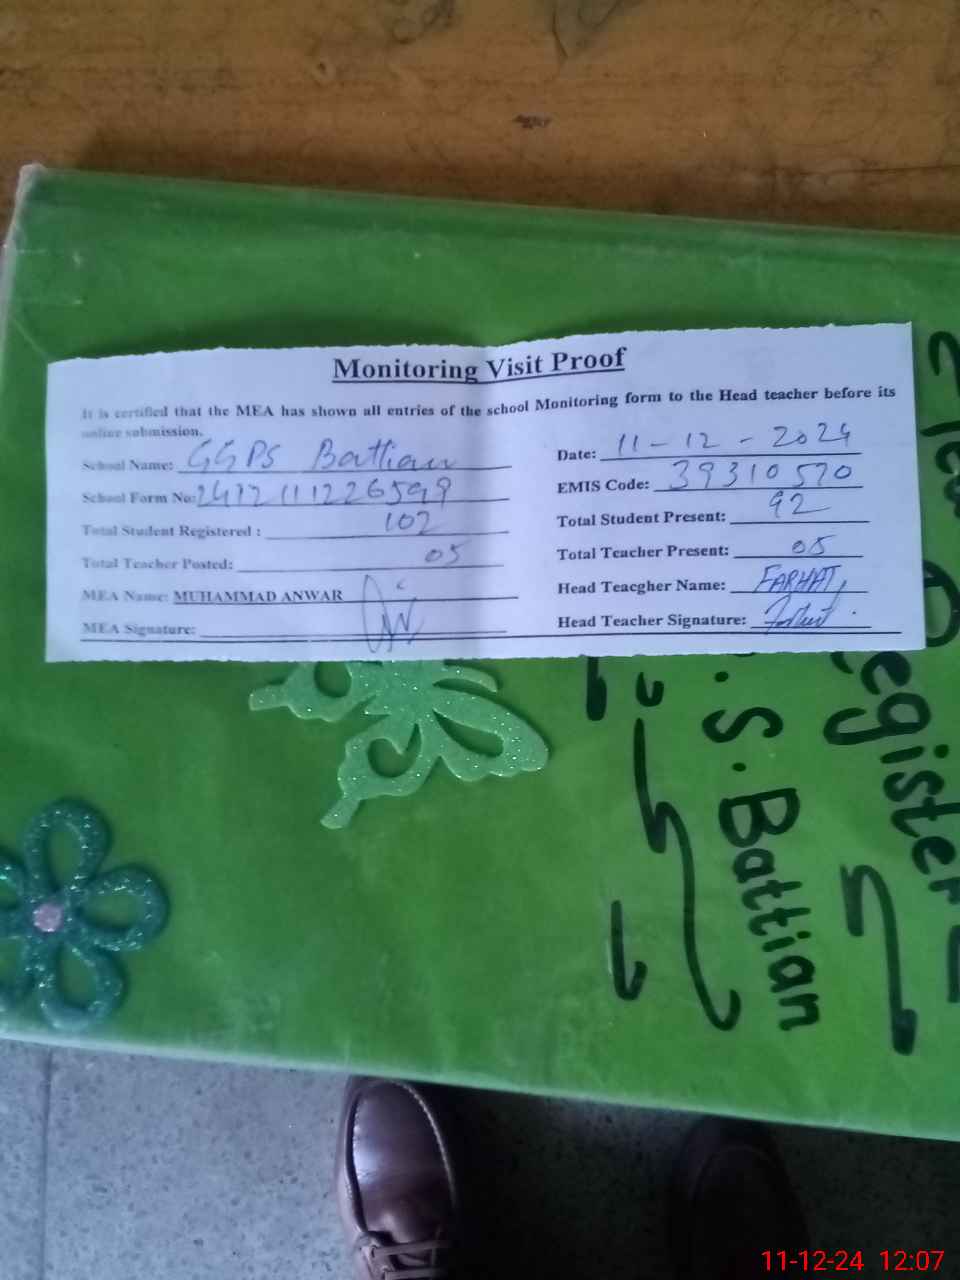 Monitoring Visit Proof
It is certified that the MEA has shown all entries of the school Monitoring form to the Head teacher before its
online submission.
School Name: GGPS Battian
Date: 11-12-2024
School Form No: 2412111226599
EMIS Code: 39310570
Total Student Registered : 102
Total Student Present: 92
Total Teacher Posted: 05
Total Teacher Present: 05
MEA Name: MUHAMMAD ANWAR
Head Teacgher Name: FARHAT
MEA Signature:
Head Teacher Signature:
Register
.S.Battian
11-12-24 12:07